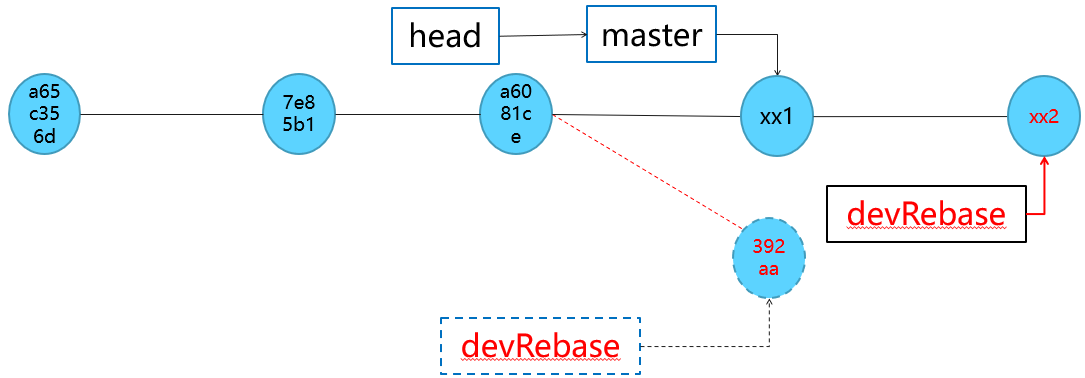 head
master
a65
c35
6d
7e8
5b1
a60
81c
e
xx1
xx2
devRebase
392
aa
devRebase